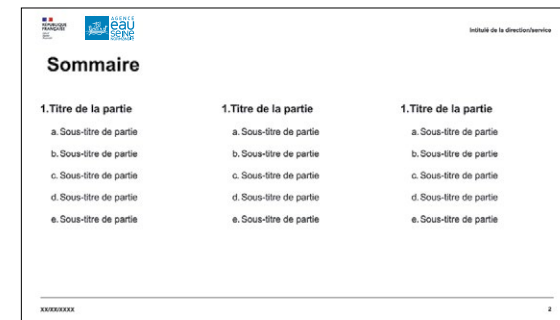 RÉPUBLIQUE
FRANÇAISE
AGENCE
eau
SEINE
NORMANDIE
Intitulé de la direction/service
Sommaire
1.Titre de la partie
a. Sous-titre de partie
b. Sous-titre de partie
c. Sous-titre de partie
d. Sous-titre de partie
e. Sous-titre de partie
1.Titre de la partie
a. Sous-titre de partie
b. Sous-titre de partie
c. Sous-titre de partie
d. Sous-titre de partie
e. Sous-titre de partie
1.Titre de la partie
a. Sous-titre de partie
b. Sous-titre de partie
c. Sous-titre de partie
d. Sous-titre de partie
e. Sous-titre de partie
XX/XX/XXXX
2